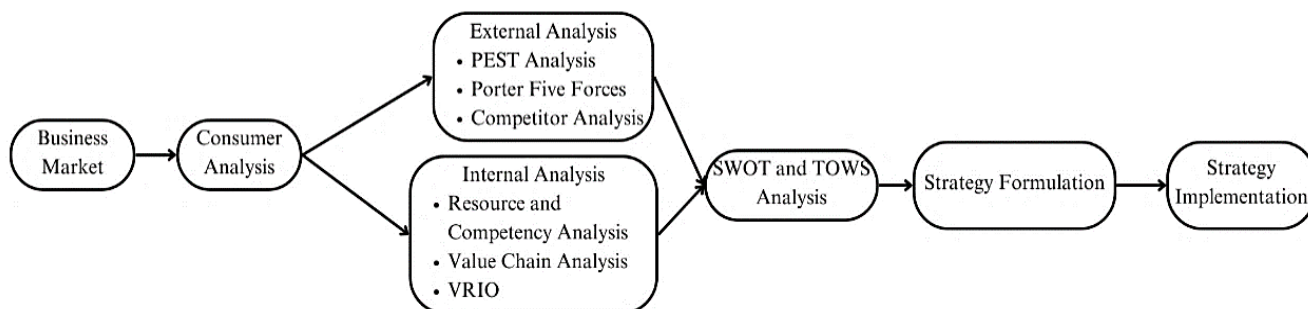 Business
Market
Consumer
Analysis
External Analysis
• PEST Analysis
• Porter Five Forces
• Competitor Analysis
Internal Analysis
• Resource and
Competency Analysis
• Value Chain Analysis
• VRIO
SWOT and TOWS
Analysis
Strategy Formulation
Strategy
Implementation